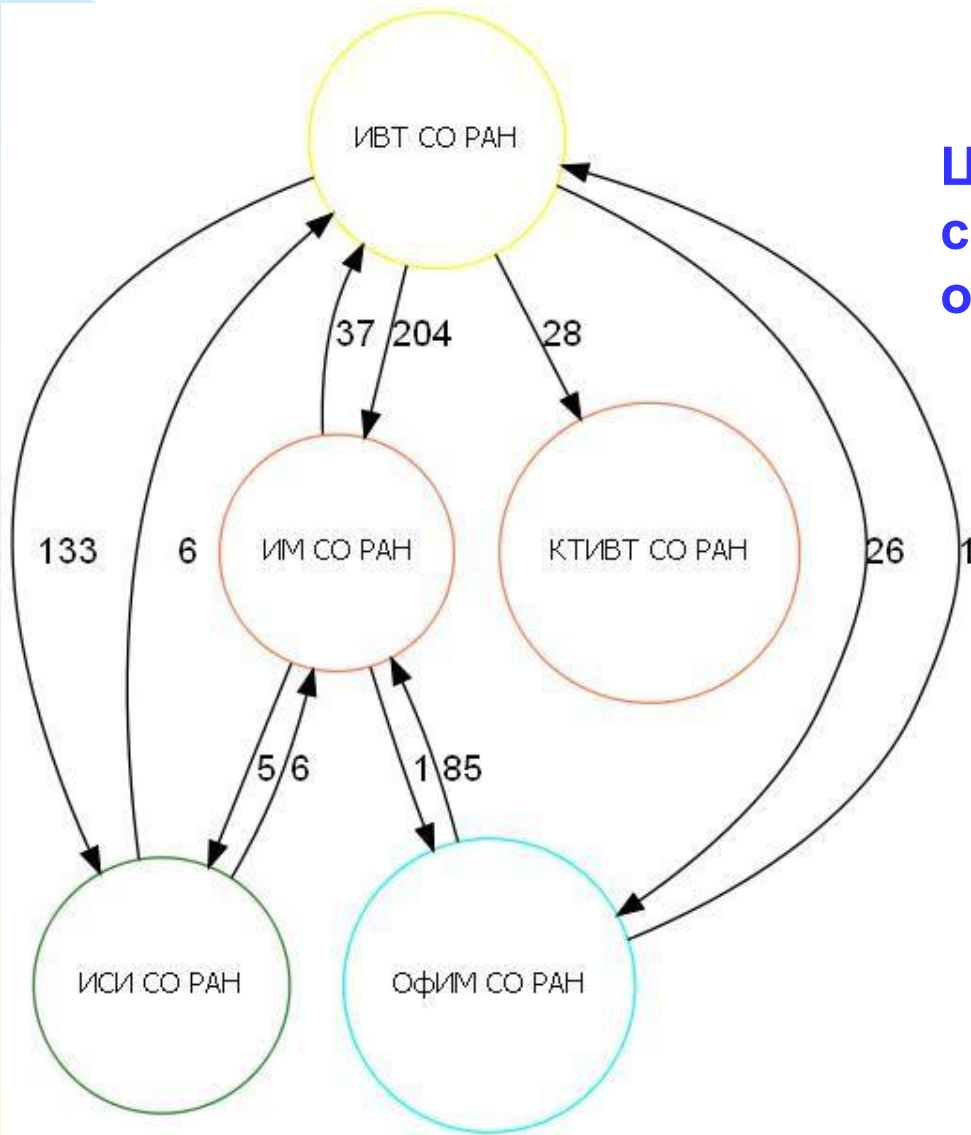 ИВТ СО РАН
37 204 28
133 6 ИМ СО РАН КТИВТ СО РАН 26
5 6 1 85
ИСИ СО РАН ОфИМ СО РАН